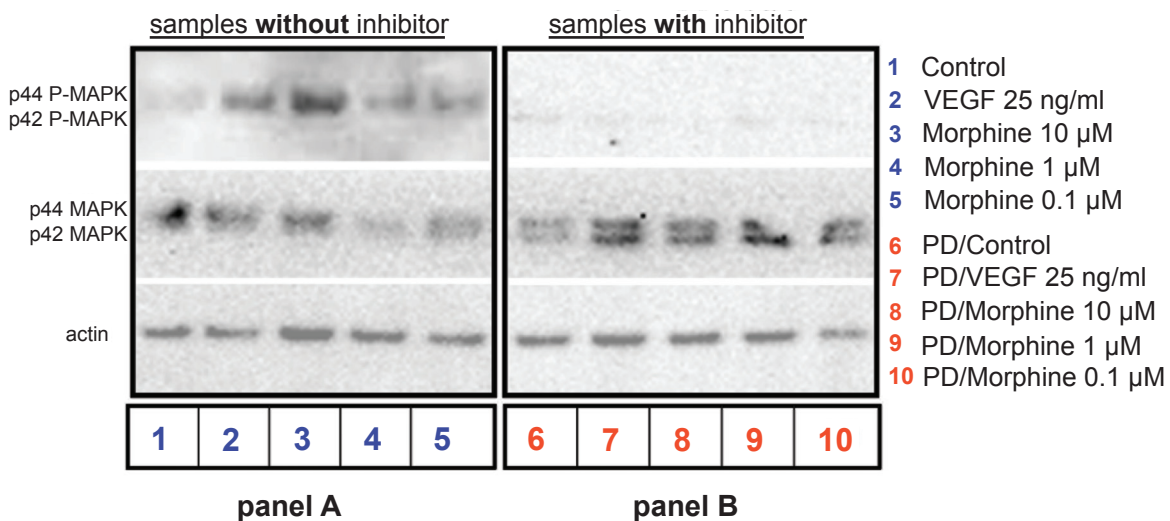 samples without inhibitor
samples with inhibitor
p44 P-MAPK
p42 P-MAPK
p44 MAPK
p42 MAPK
actin
1 Control
2 VEGF 25 ng/ml
3 Morphine 10 µM
4 Morphine 1 µM
5 Morphine 0.1 µM
6 PD/Control
7 PD/VEGF 25 ng/ml
8 PD/Morphine 10 µM
9 PD/Morphine 1 µM
10 PD/Morphine 0.1 µM
1 2 3 4 5
6 7 8 9 10
panel A
panel B